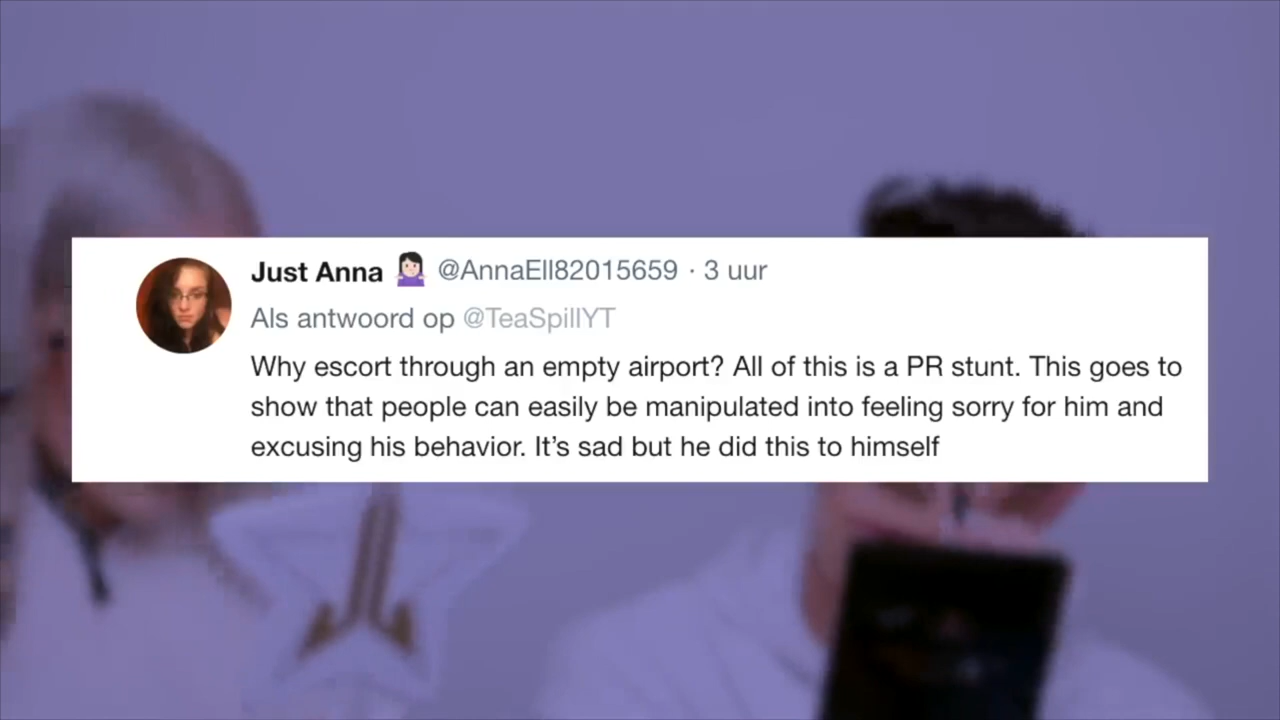 Just Anna 🤷🏻‍♀️ @AnnaEll82015659 · 3 uur
Als antwoord op @TeaSpillYT
Why escort through an empty airport? All of this is a PR stunt. This goes to
show that people can easily be manipulated into feeling sorry for him and
excusing his behavior. It’s sad but he did this to himself